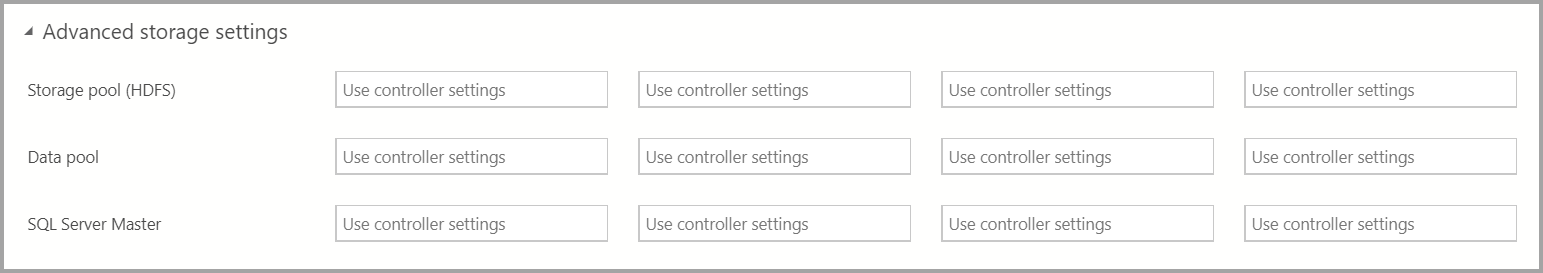 Advanced storage settings
Storage pool (HDFS) Use controller settings Use controller settings Use controller settings Use controller settings
Data pool Use controller settings Use controller settings Use controller settings Use controller settings
SQL Server Master Use controller settings Use controller settings Use controller settings Use controller settings